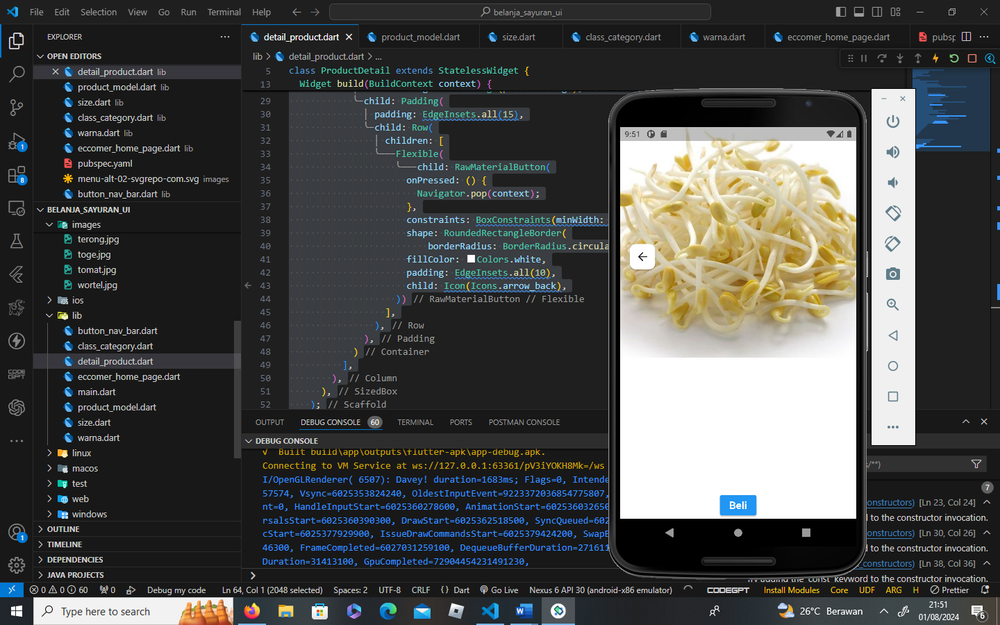 File Edit Selection View Go Run Terminal Help
belanja_sayuran_ui
EXPLORER
OPEN EDITORS
detail_product.dart lib
product_model.dart lib
size.dart lib
class_category.dart lib
warna.dart lib
eccomer_home_page.dart lib
pubspec.yaml
menu-alt-02-svgrepo-com.svg images
button_nav_bar.dart lib
BELANJA_SAYURAN_UI
images
terong.jpg
toge.jpg
tomat.jpg
wortel.jpg
ios
lib
button_nav_bar.dart
class_category.dart
detail_product.dart
eccomer_home_page.dart
main.dart
product_model.dart
size.dart
warna.dart
linux
macos
test
web
windows
OUTLINE
TIMELINE
DEPENDENCIES
JAVA PROJECTS
1
8
CODE
GPT
1
detail_product.dart product_model.dart size.dart class_category.dart warna.dart eccomer_home_page.dart pubsp
lib > detail_product.dart > ...
5 class ProductDetail extends StatelessWidget {
13 Widget build(BuildContext context) {
29 child: Padding(
30 padding: EdgeInsets.all(15),
31 child: Row(
32 children: [
33 Flexible(
34 child: RawMaterialButton(
35 onPressed: () {
36 Navigator.pop(context);
37 },
38 constraints: BoxConstraints(minWidth:
39 shape: RoundedRectangleBorder(
40 borderRadius: BorderRadius.circula
41 fillColor: Colors.white,
42 padding: EdgeInsets.all(10),
43 child: Icon(Icons.arrow_back),
44 )) // RawMaterialButton // Flexible
45 ],
46 ), // Row
47 ), // Padding
48 ) // Container
49 ],
50 ), // Column
51 ), // SizedBox
52 ); // Scaffold
OUTPUT DEBUG CONSOLE 60 TERMINAL PORTS POSTMAN CONSOLE
DEBUG CONSOLE
√ Built build\app\outputs\flutter-apk\app-debug.apk.
Connecting to VM Service at ws://127.0.0.1:63361/pV3iYOKH8Mk=/ws
I/OpenGLRenderer( 6507): Davey! duration=1683ms; Flags=0, Intende
57574, Vsync=6025353824240, OldestInputEvent=9223372036854775807,
nt=0, HandleInputStart=6025360278600, AnimationStart=602536032650
rsalsStart=6025360390300, DrawStart=6025362518500, SyncQueued=602
cStart=6025377929900, IssueDrawCommandsStart=6025379424200, SwapB
46300, FrameCompleted=6027031259100, DequeueBufferDuration=271611
Duration=31413100, GpuCompleted=72904454231491230,
9:51
Beli
s/**)
7
onstructors) [Ln 23, Col 24]
d to the constructor invocation.
onstructors) [Ln 30, Col 26]
d to the constructor invocation.
_constructors) [Ln 38, Col 36]
Try adding the 'const' keyword to the constructor invocation.
0 0 60 0 Debug my code Ln 64, Col 1 (2048 selected) Spaces: 2 UTF-8 CRLF {} Dart Go Live Nexus 6 API 30 (android-x86 emulator) CODEGPT Install Modules Core UDF ARG H Prettier
Type here to search
26°C Berawan
21:51
01/08/2024
6